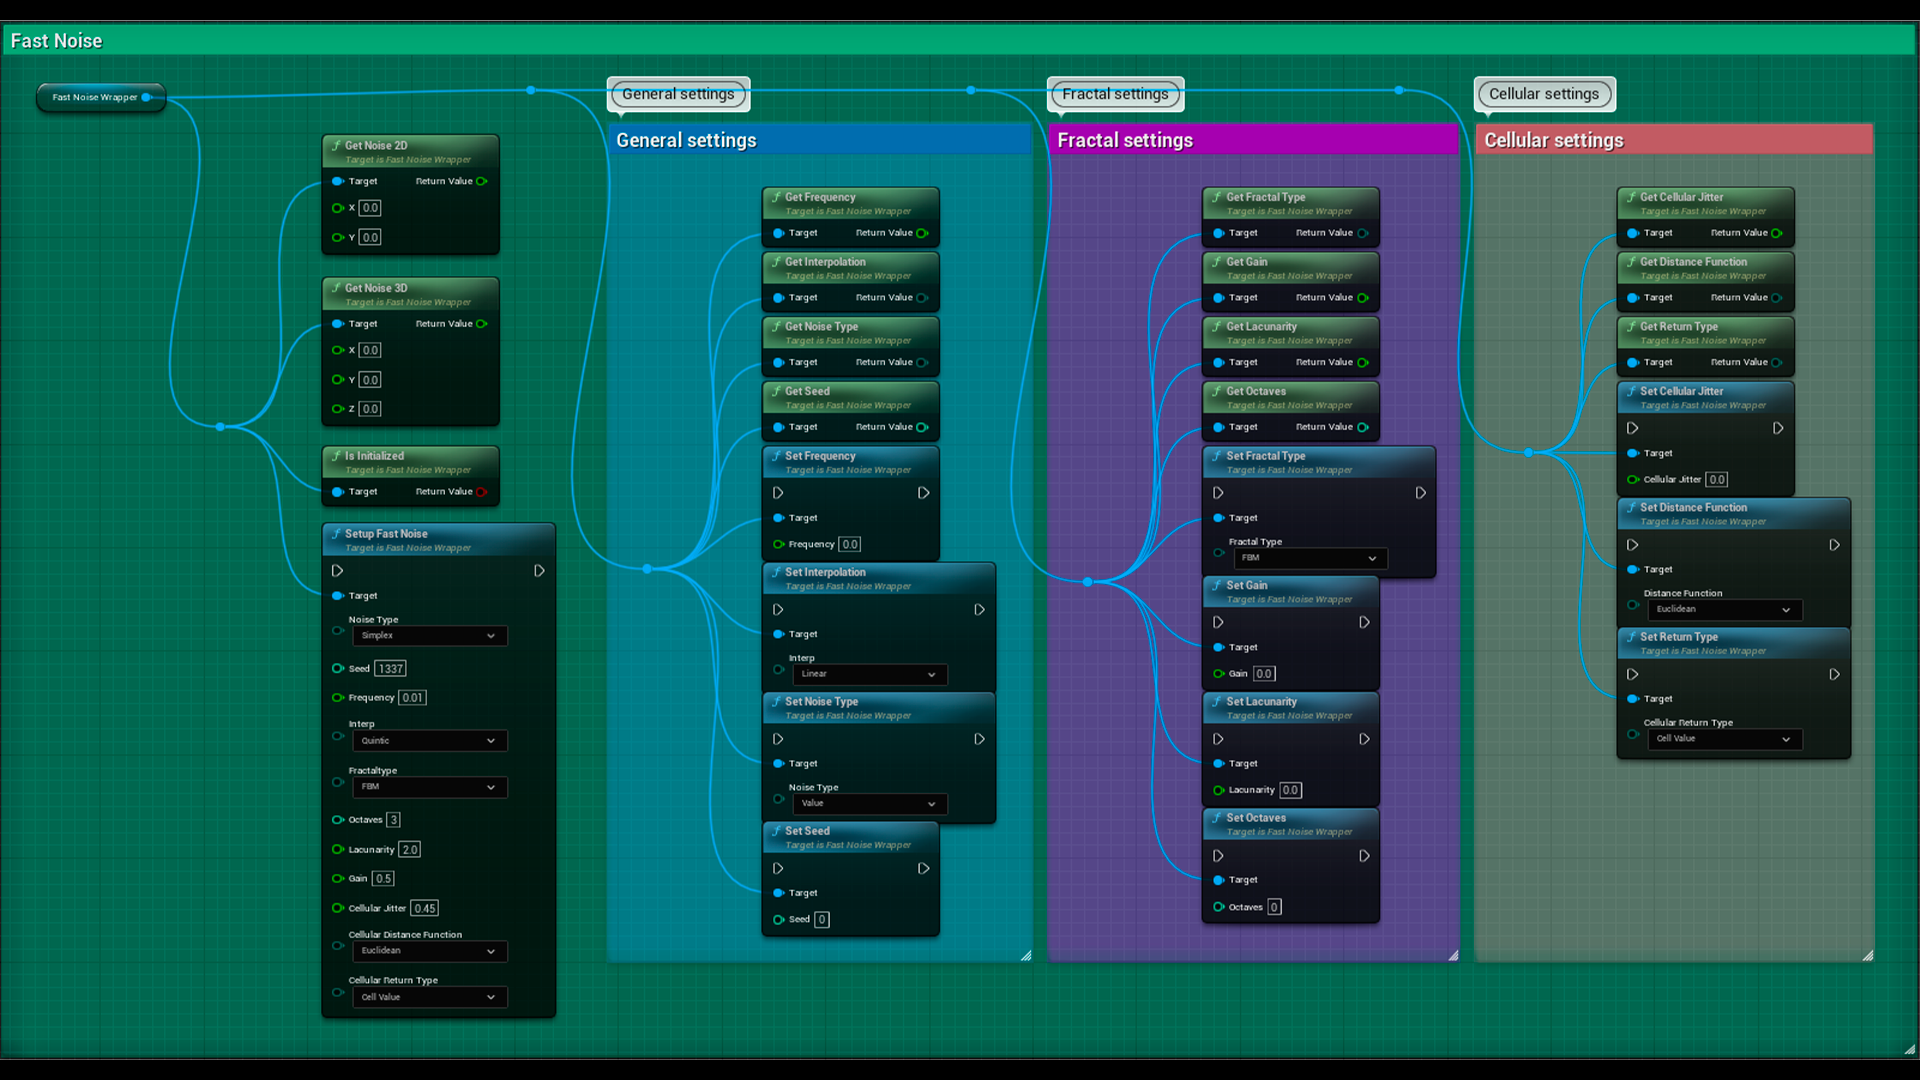 Fast Noise
Fast Noise Wrapper
Get Noise 2D
Target is Fast Noise Wrapper
Target Return Value
X 0.0
Y 0.0
Get Noise 3D
Target is Fast Noise Wrapper
Target Return Value
X 0.0
Y 0.0
Z 0.0
Is Initialized
Target is Fast Noise Wrapper
Target Return Value
Setup Fast Noise
Target is Fast Noise Wrapper
Target
Noise Type
Simplex
Seed 1337
Frequency 0.01
Interp
Quintic
Fractaltype
FBM
Octaves 3
Lacunarity 2.0
Gain 0.5
Cellular Jitter 0.45
Cellular Distance Function
Euclidean
Cellular Return Type
Cell Value
General settings
General settings
Get Frequency
Target is Fast Noise Wrapper
Target Return Value
Get Interpolation
Target is Fast Noise Wrapper
Target Return Value
Get Noise Type
Target is Fast Noise Wrapper
Target Return Value
Get Seed
Target is Fast Noise Wrapper
Target Return Value
Set Frequency
Target is Fast Noise Wrapper
Target
Frequency 0.0
Set Interpolation
Target is Fast Noise Wrapper
Target
Interp
Linear
Set Noise Type
Target is Fast Noise Wrapper
Target
Noise Type
Value
Set Seed
Target is Fast Noise Wrapper
Target
Seed 0
Fractal settings
Fractal settings
Get Fractal Type
Target is Fast Noise Wrapper
Target Return Value
Get Gain
Target is Fast Noise Wrapper
Target Return Value
Get Lacunarity
Target is Fast Noise Wrapper
Target Return Value
Get Octaves
Target is Fast Noise Wrapper
Target Return Value
Set Fractal Type
Target is Fast Noise Wrapper
Target
Fractal Type
FBM
Set Gain
Target is Fast Noise Wrapper
Target
Gain 0.0
Set Lacunarity
Target is Fast Noise Wrapper
Target
Lacunarity 0.0
Set Octaves
Target is Fast Noise Wrapper
Target
Octaves 0
Cellular settings
Cellular settings
Get Cellular Jitter
Target is Fast Noise Wrapper
Target Return Value
Get Distance Function
Target is Fast Noise Wrapper
Target Return Value
Get Return Type
Target is Fast Noise Wrapper
Target Return Value
Set Cellular Jitter
Target is Fast Noise Wrapper
Target
Cellular Jitter 0.0
Set Distance Function
Target is Fast Noise Wrapper
Target
Distance Function
Euclidean
Set Return Type
Target is Fast Noise Wrapper
Target
Cellular Return Type
Cell Value